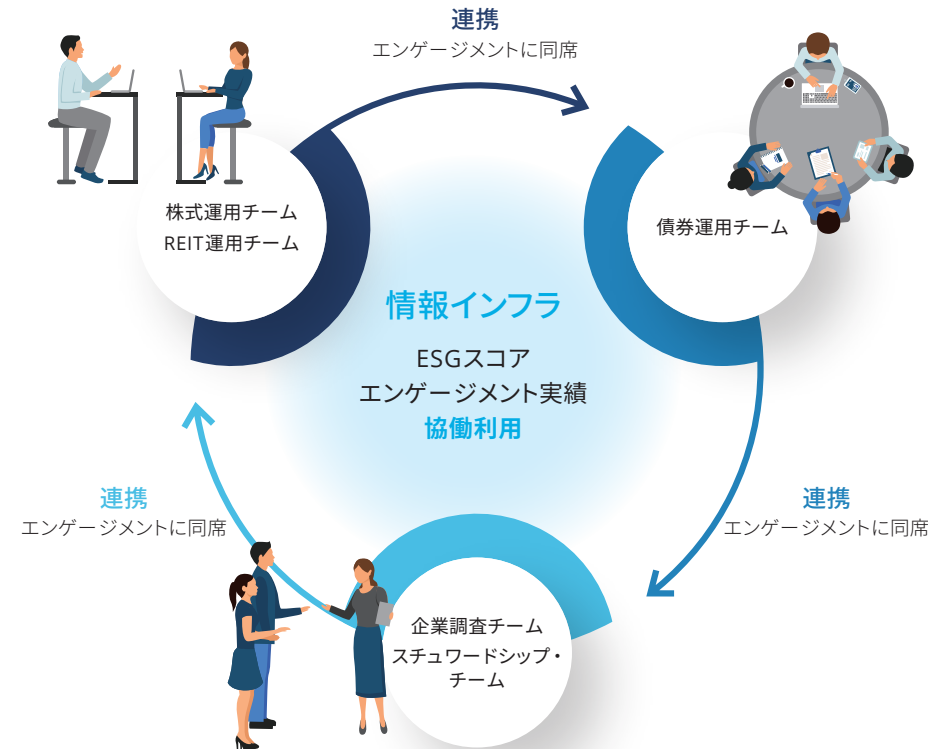 連携
エンゲージメントに同席
株式運用チーム
REIT運用チーム
債券運用チーム
情報インフラ
ESGスコア
エンゲージメント実績
協働利用
連携
エンゲージメントに同席
連携
エンゲージメントに同席
企業調査チーム
スチュワードシップ・
チーム